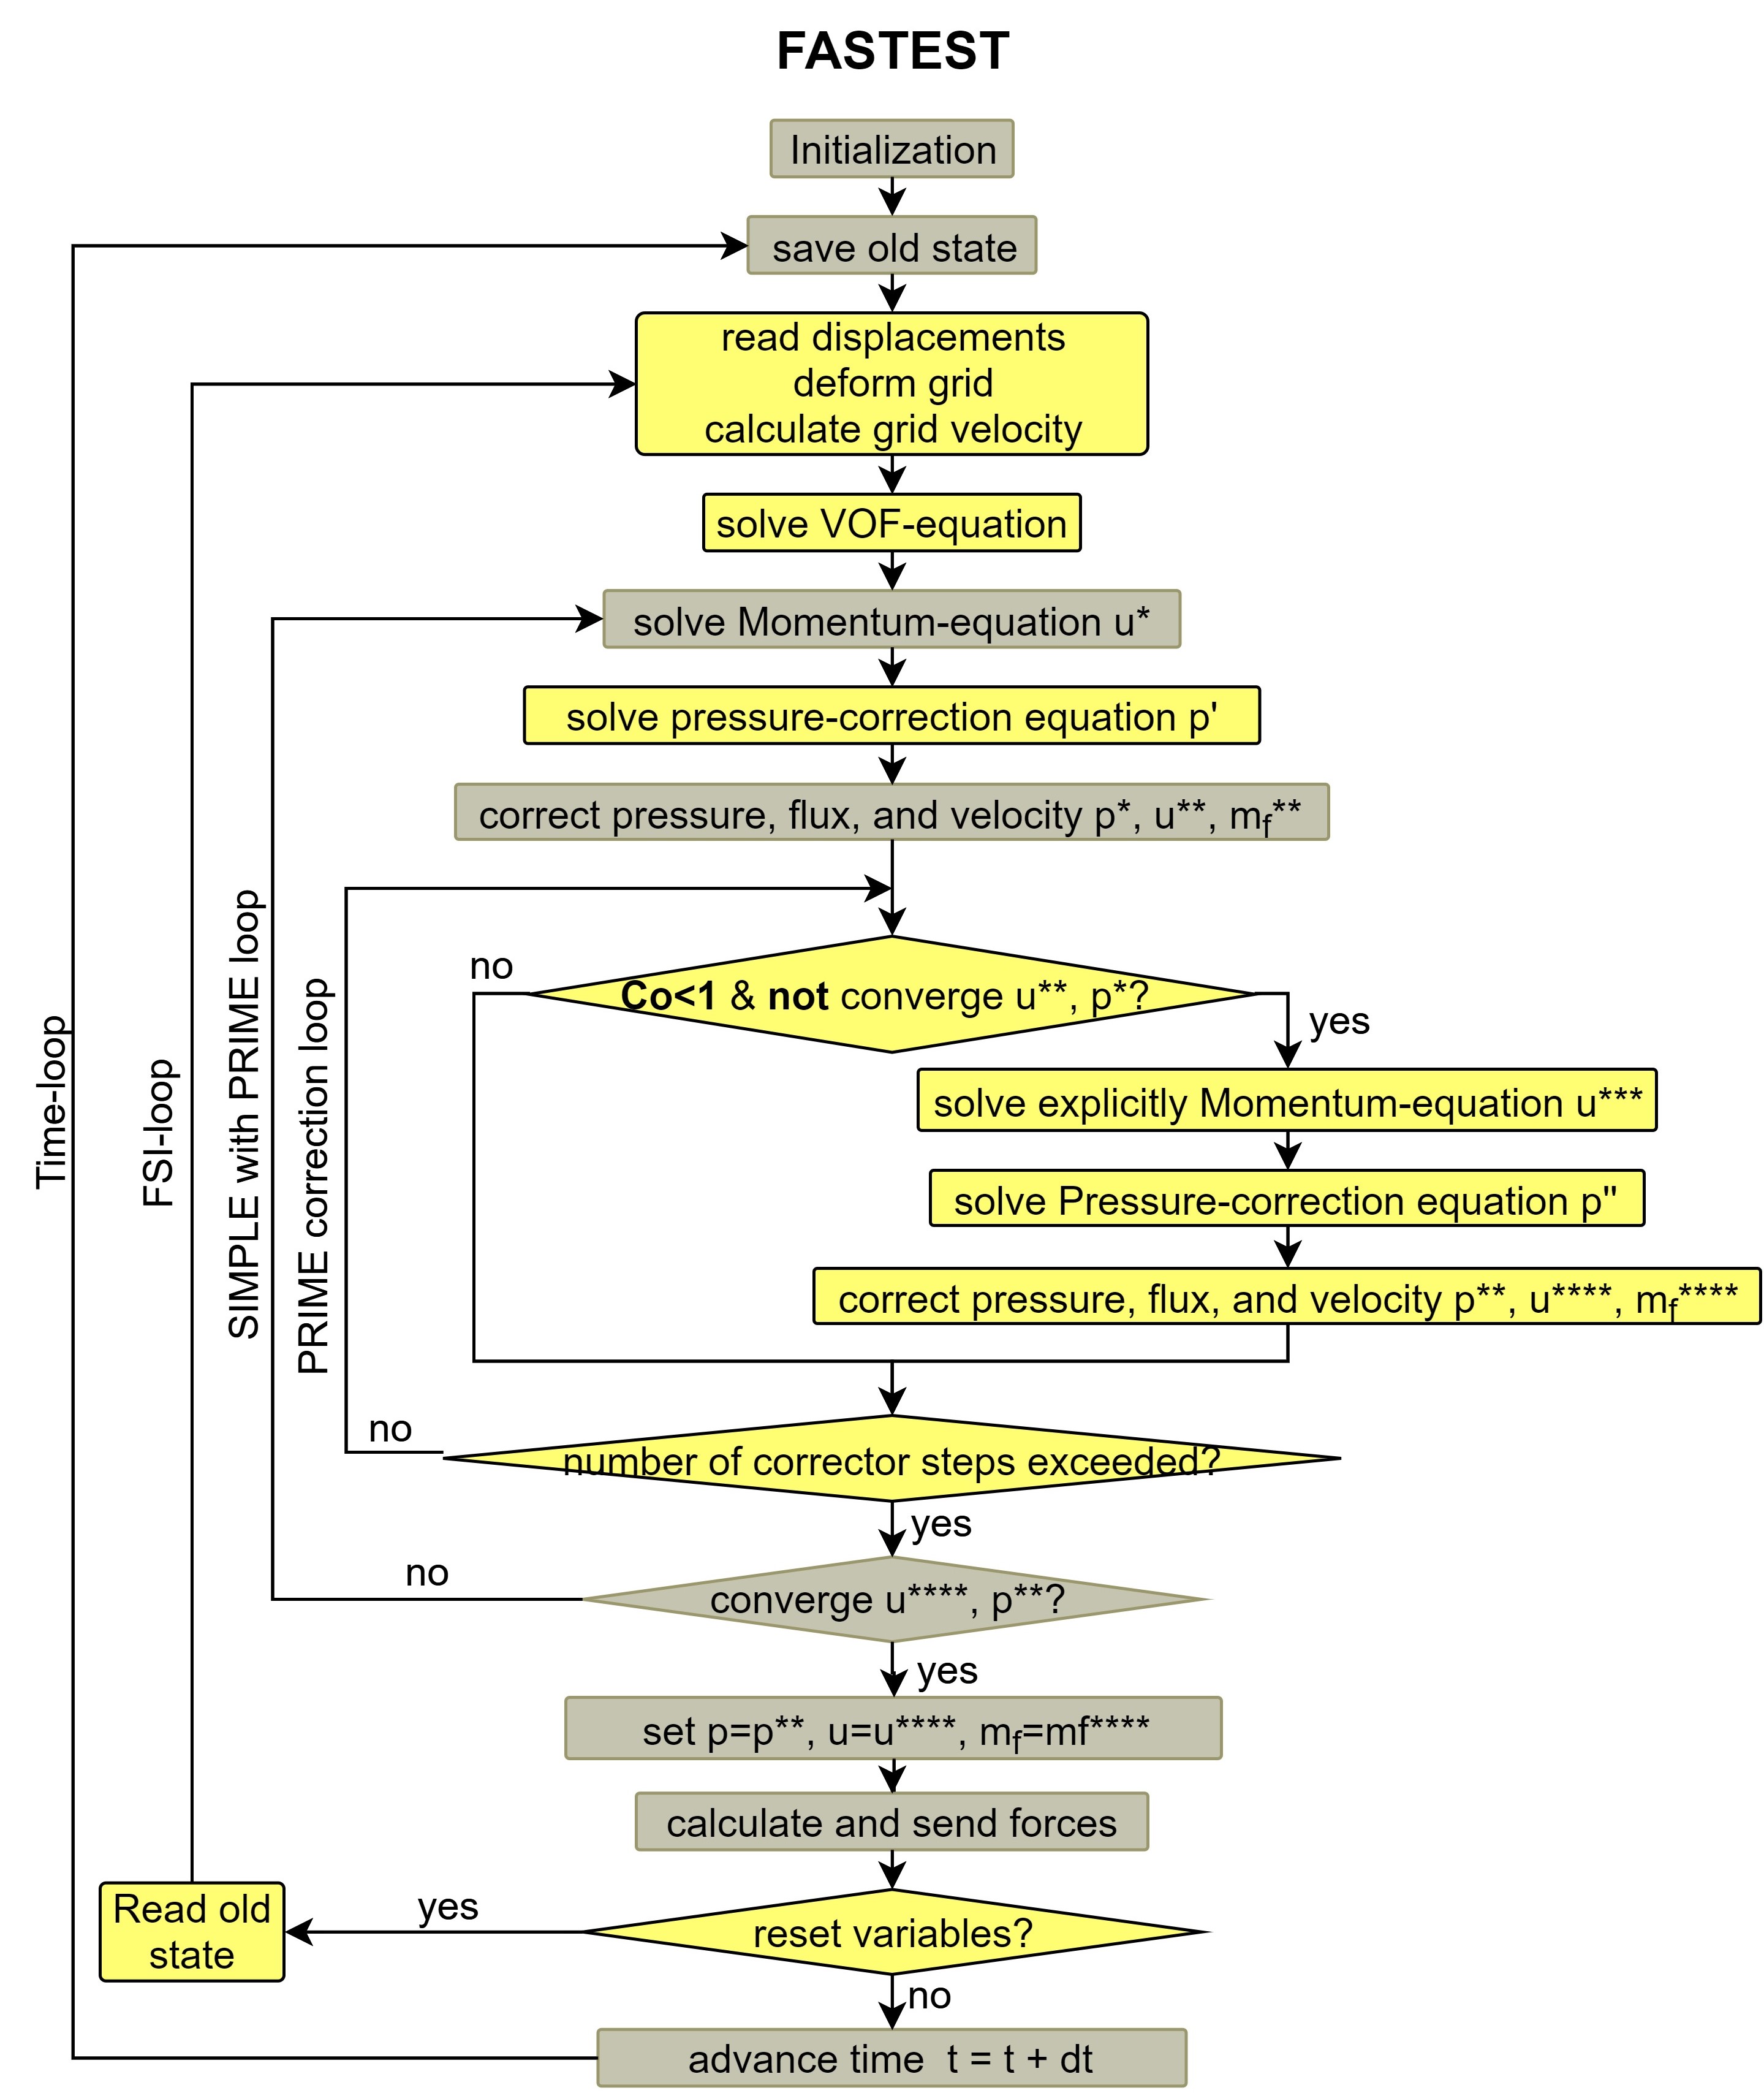 FASTEST
Initialization
save old state
read displacements
deform grid
calculate grid velocity
solve VOF-equation
solve Momentum-equation u*
solve pressure-correction equation p'
correct pressure, flux, and velocity p*, u**, mf**
no
Co<1 & not converge u**, p*?
yes
solve explicitly Momentum-equation u***
solve Pressure-correction equation p"
correct pressure, flux, and velocity p**, u****, mf****
no
number of corrector steps exceeded?
yes
no
converge u****, p**?
yes
set p=p**, u=u****, mf=mf****
calculate and send forces
Read old
state
yes
reset variables?
no
advance time t = t + dt
Time-loop
FSI-loop
SIMPLE with PRIME loop
PRIME correction loop